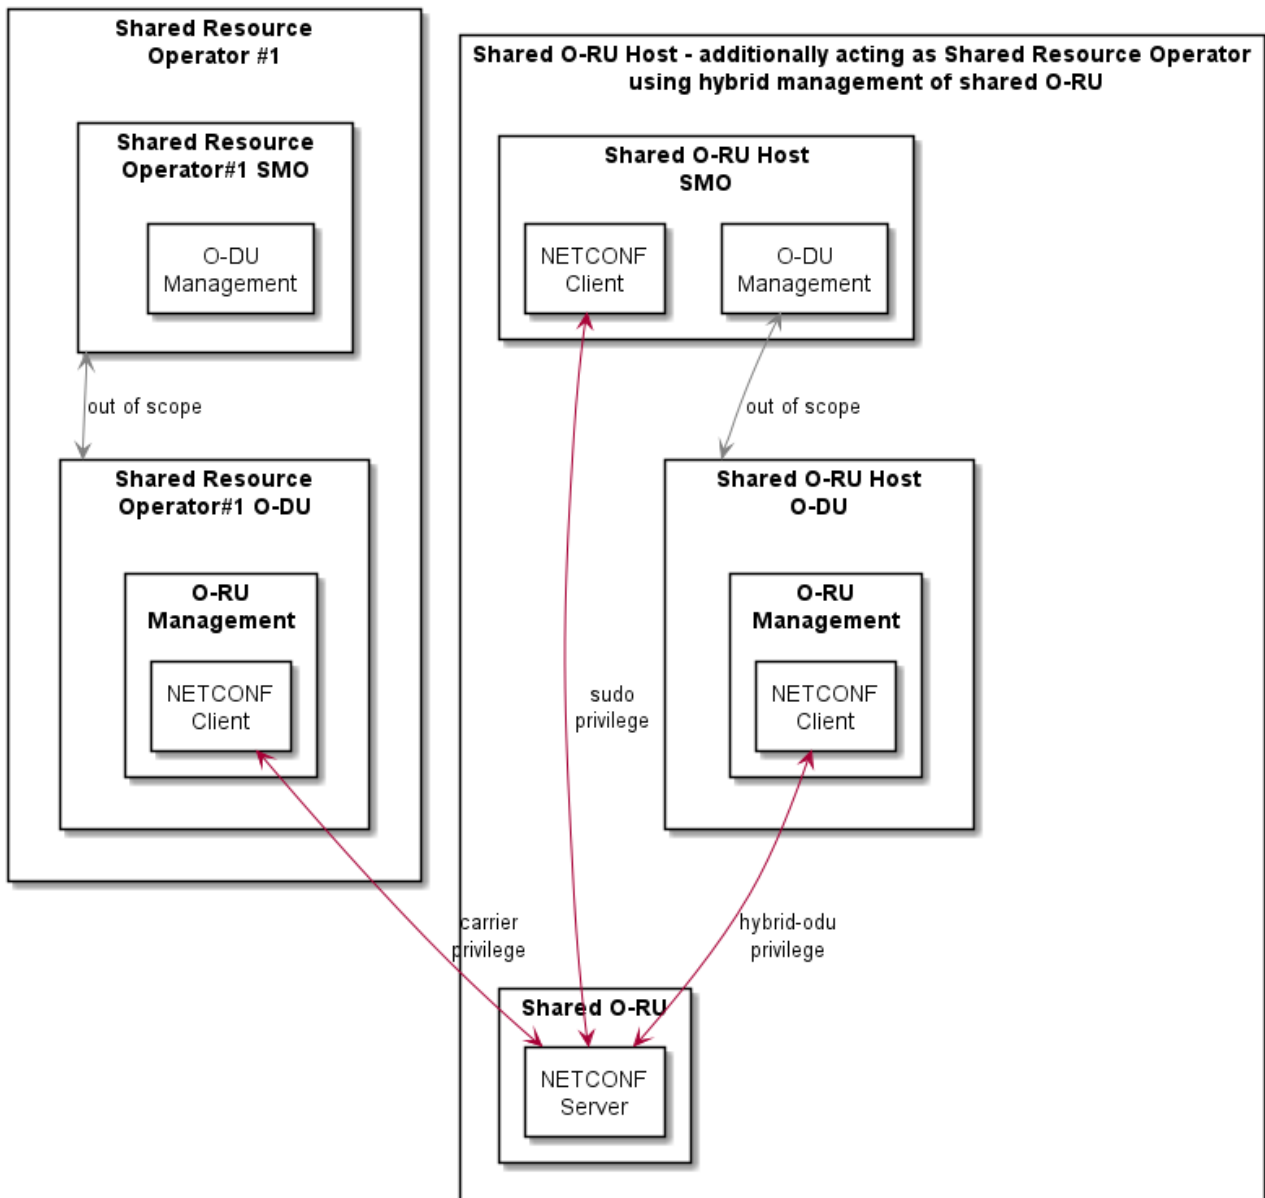 Shared Resource
Operator #1
Shared Resource
Operator#1 SMO
O-DU
Management
out of scope
Shared Resource
Operator#1 O-DU
O-RU
Management
NETCONF
Client
carrier
privilege
Shared O-RU Host - additionally acting as Shared Resource Operator
using hybrid management of shared O-RU
Shared O-RU Host
SMO
NETCONF
Client
O-DU
Management
out of scope
Shared O-RU Host
O-DU
O-RU
Management
NETCONF
Client
sudo
privilege
hybrid-odu
privilege
Shared O-RU
NETCONF
Server